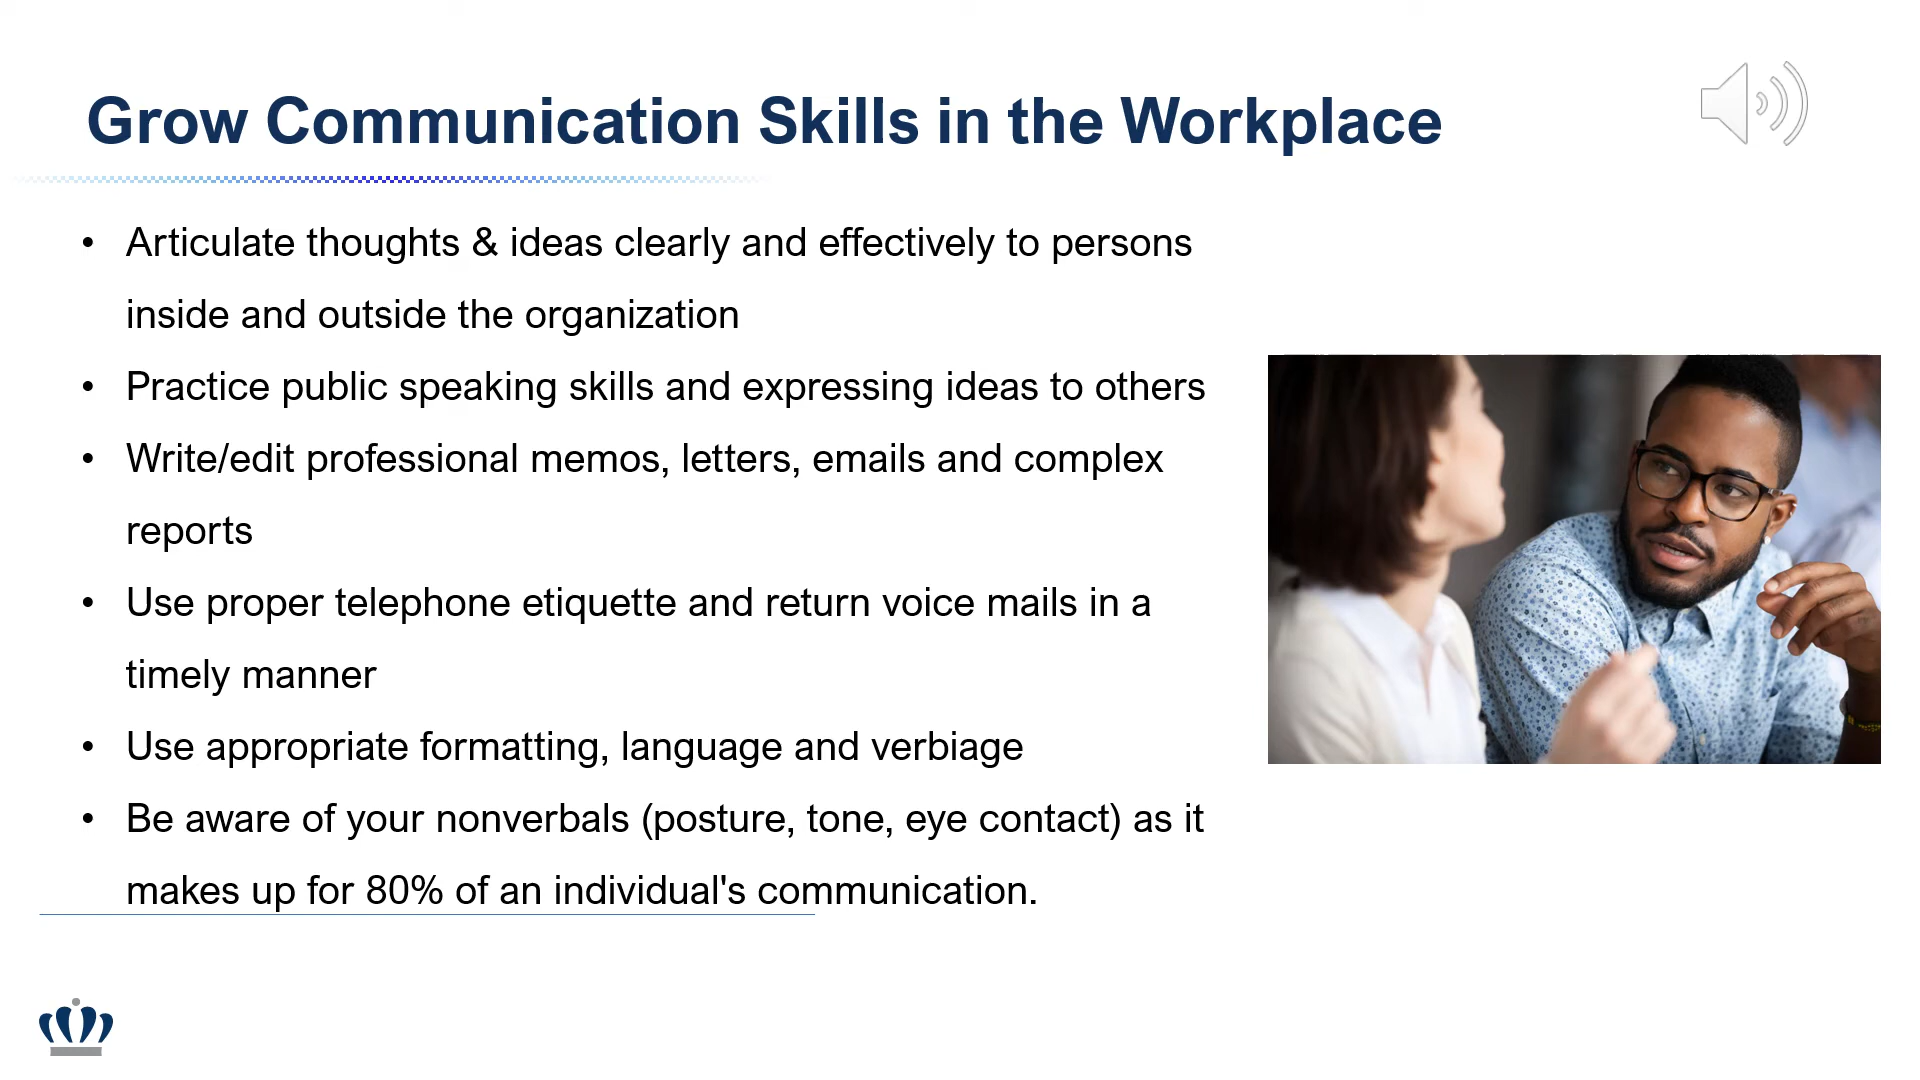 Grow Communication Skills in the Workplace
• Articulate thoughts & ideas clearly and effectively to persons
inside and outside the organization
• Practice public speaking skills and expressing ideas to others
• Write/edit professional memos, letters, emails and complex
reports
• Use proper telephone etiquette and return voice mails in a
timely manner
• Use appropriate formatting, language and verbiage
• Be aware of your nonverbals (posture, tone, eye contact) as it
makes up for 80% of an individual's communication.